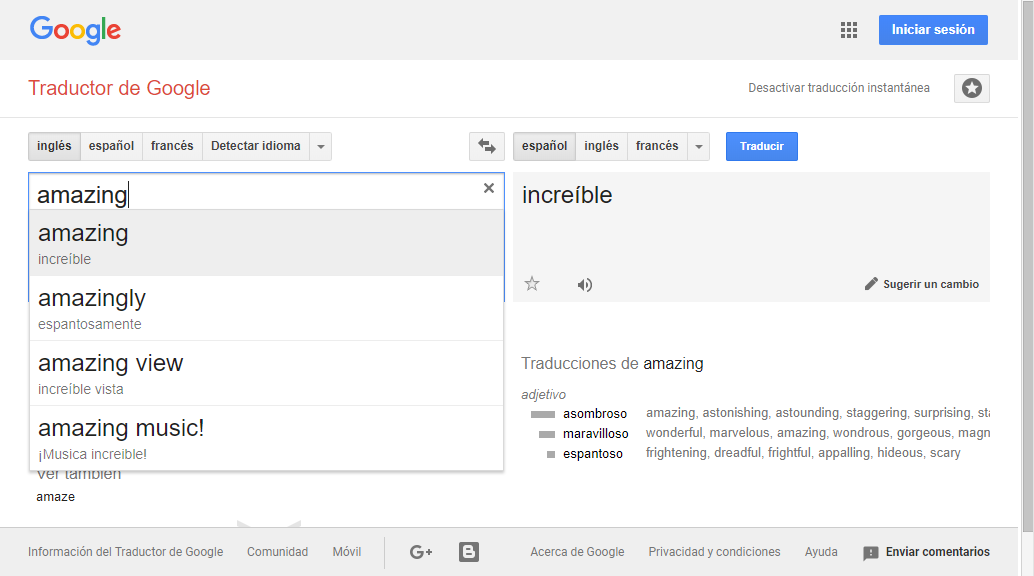 Google
Iniciar sesión
Traductor de Google
Desactivar traducción instantánea
inglés español francés Detectar idioma
español inglés francés Traducir
amazing
amazing
increíble
amazingly
espantosamente
amazing view
increíble vista
amazing music!
¡Musica increible!
Ver también
amaze
increíble
Sugerir un cambio
Traducciones de amazing
adjetivo
asombroso amazing, astonishing, astounding, staggering, surprising,
maravilloso wonderful, marvelous, amazing, wondrous, gorgeous,
espantoso frightening, dreadful, frightful, appalling, hideous, scary
Información del Traductor de Google Comunidad Móvil G+ B Acerca de Google Privacidad y condiciones Ayuda Enviar comentarios